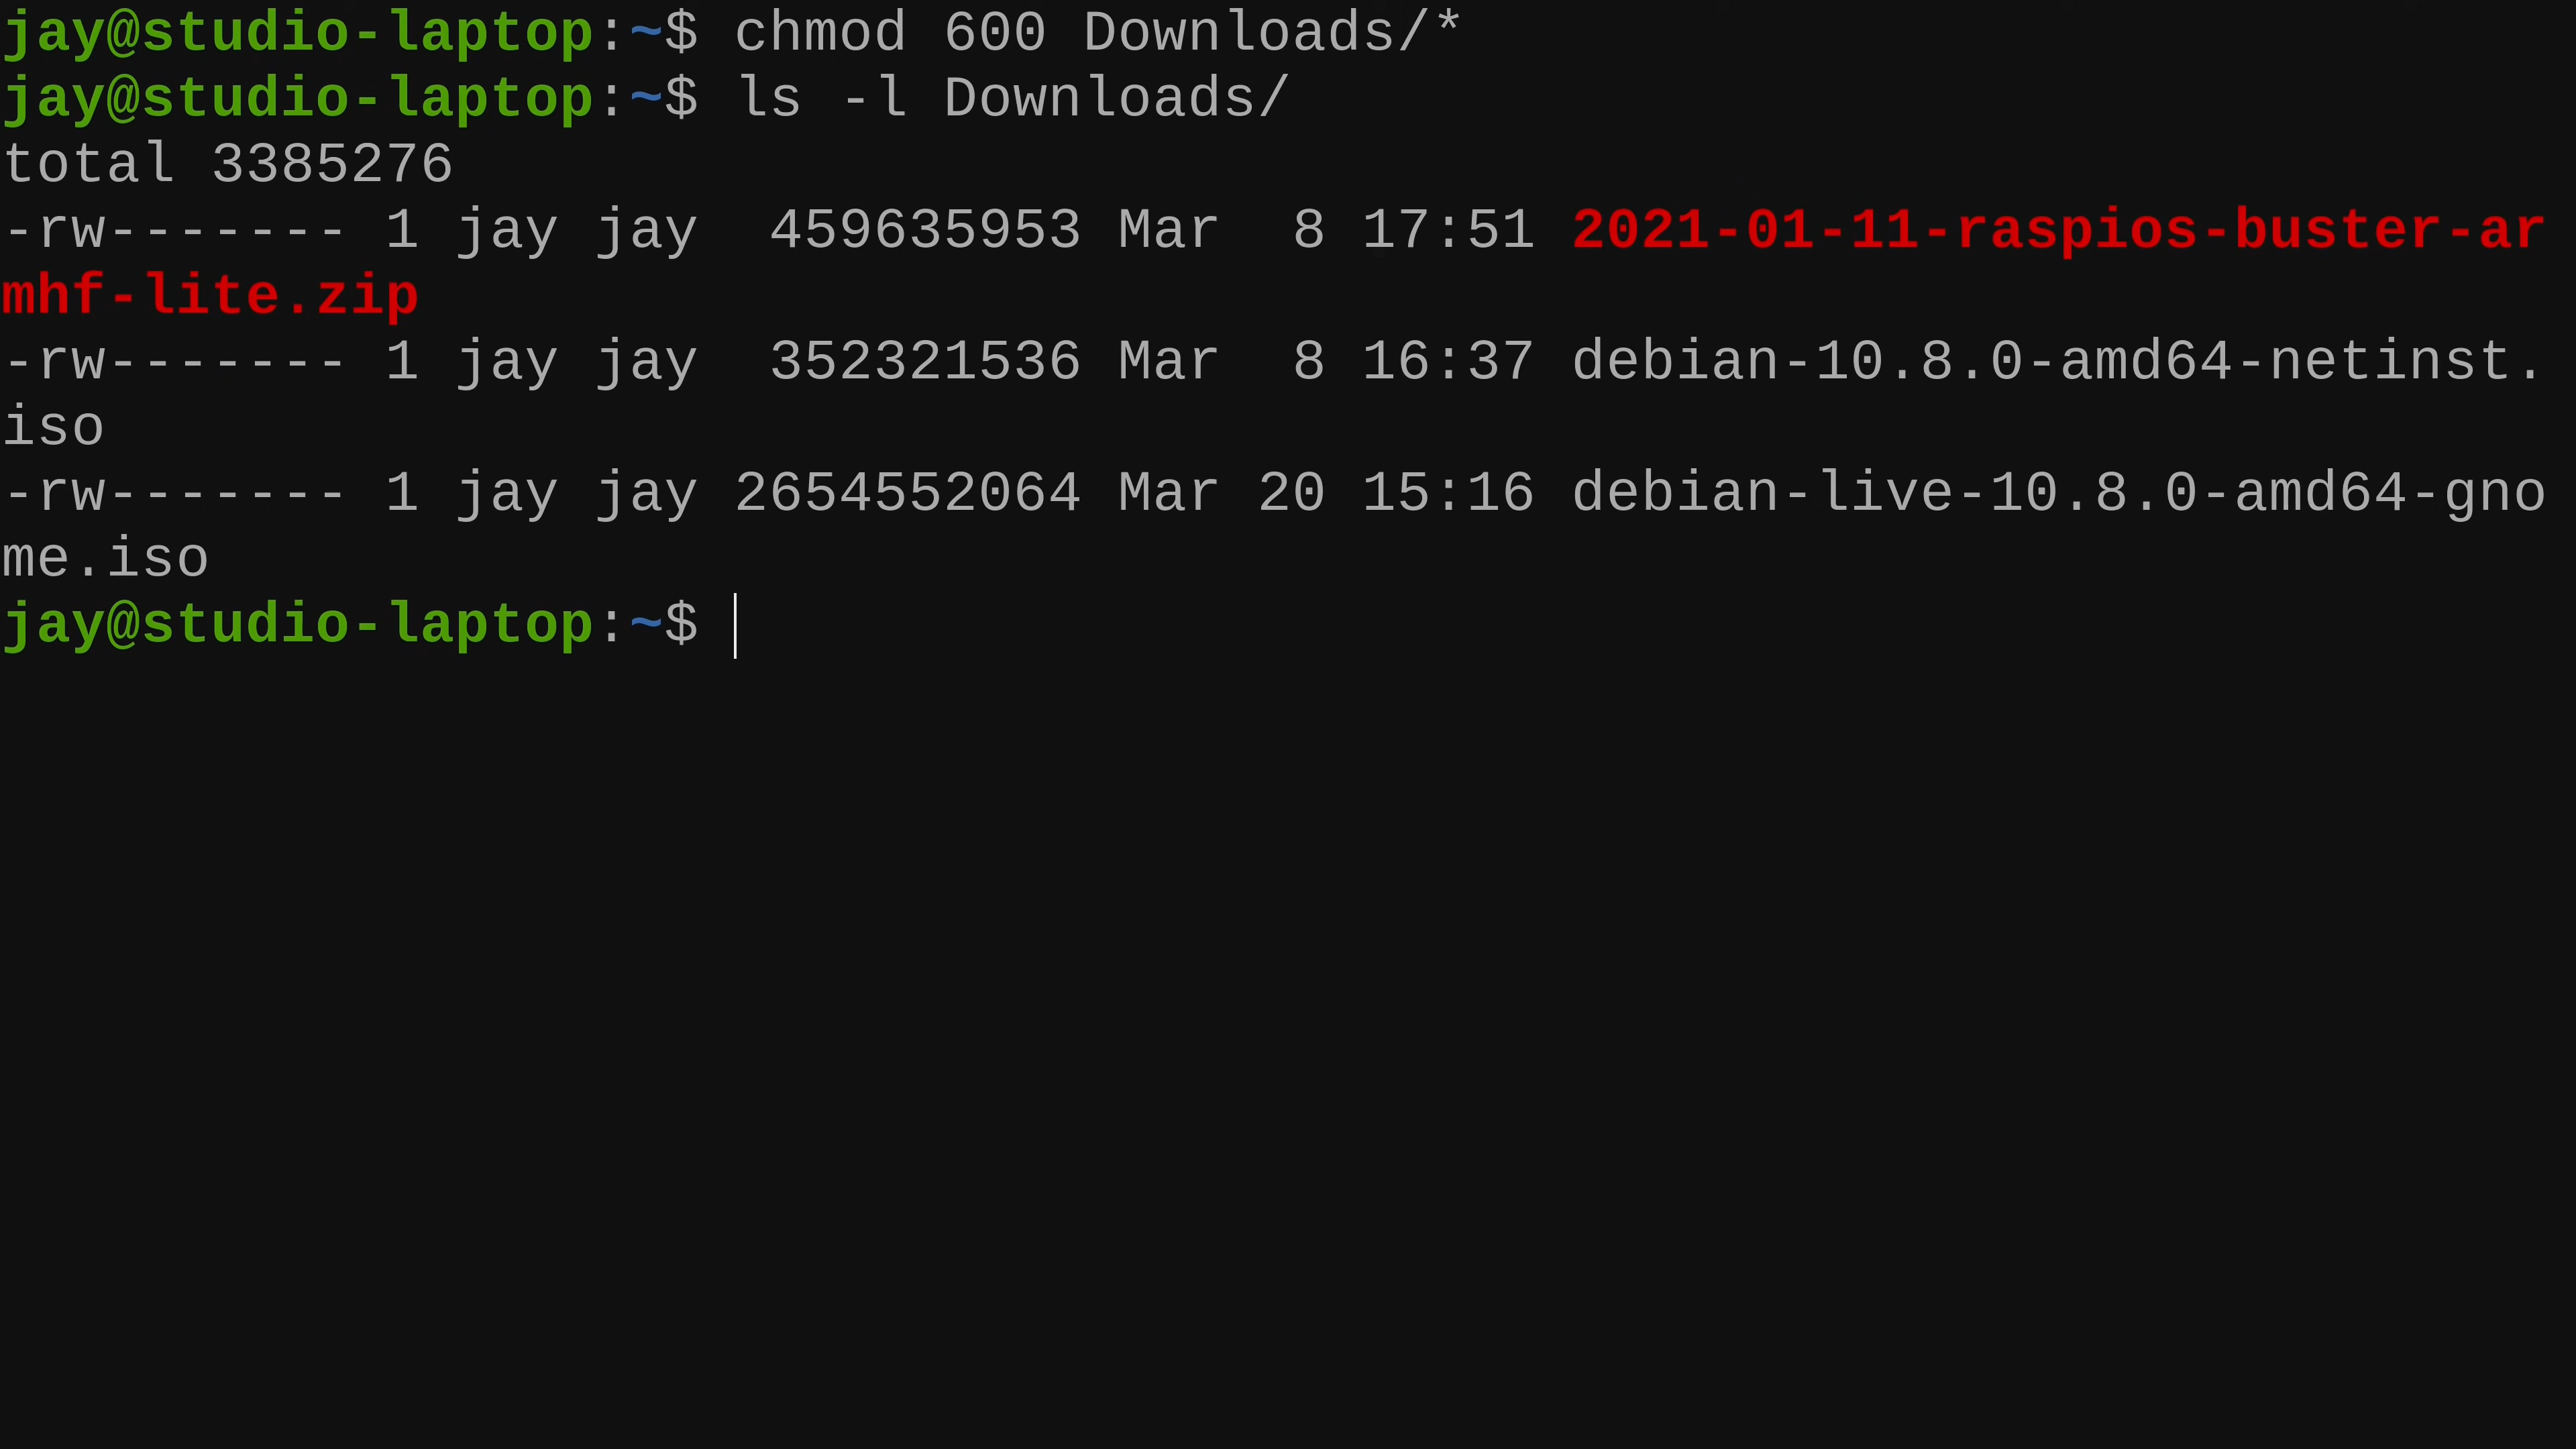 jay@studio-laptop:~$ chmod 600 Downloads/*
jay@studio-laptop:~$ ls -l Downloads/
total 3385276
-rw------- 1 jay jay  459635953 Mar  8 17:51 2021-01-11-raspios-buster-ar
mhf-lite.zip
-rw------- 1 jay jay  352321536 Mar  8 16:37 debian-10.8.0-amd64-netinst.
iso
-rw------- 1 jay jay 2654552064 Mar 20 15:16 debian-live-10.8.0-amd64-gno
me.iso
jay@studio-laptop:~$